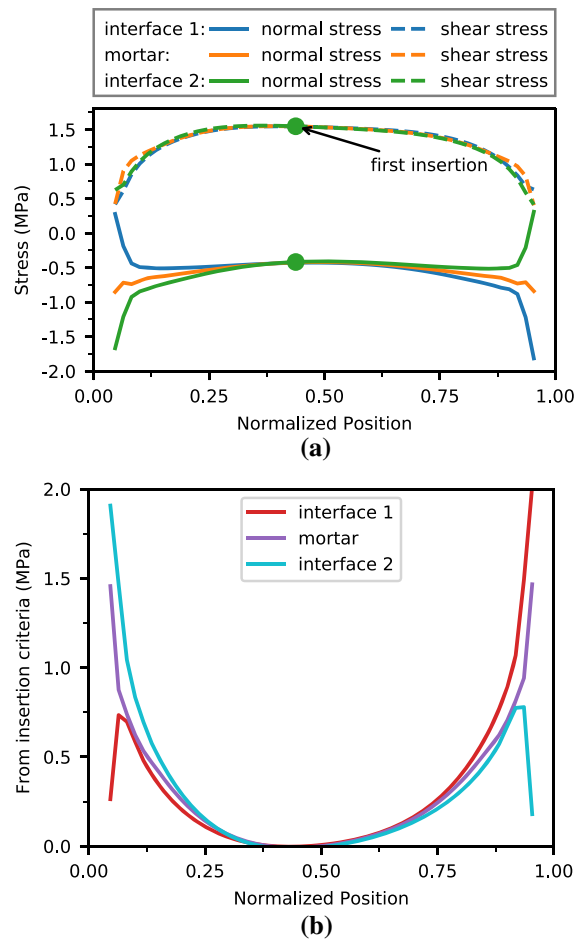 interface 1: normal stress shear stress
mortar: normal stress shear stress
interface 2: normal stress shear stress
1.5
1.0
0.5
0.0
-0.5
-1.0
-1.5
-2.0
Stress (MPa)
first insertion
0.00 0.25 0.50 0.75 1.00
Normalized Position
(a)
2.0
1.5
1.0
0.5
0.0
From insertion criteria (MPa)
interface 1
mortar
interface 2
0.00 0.25 0.50 0.75 1.00
Normalized Position
(b)